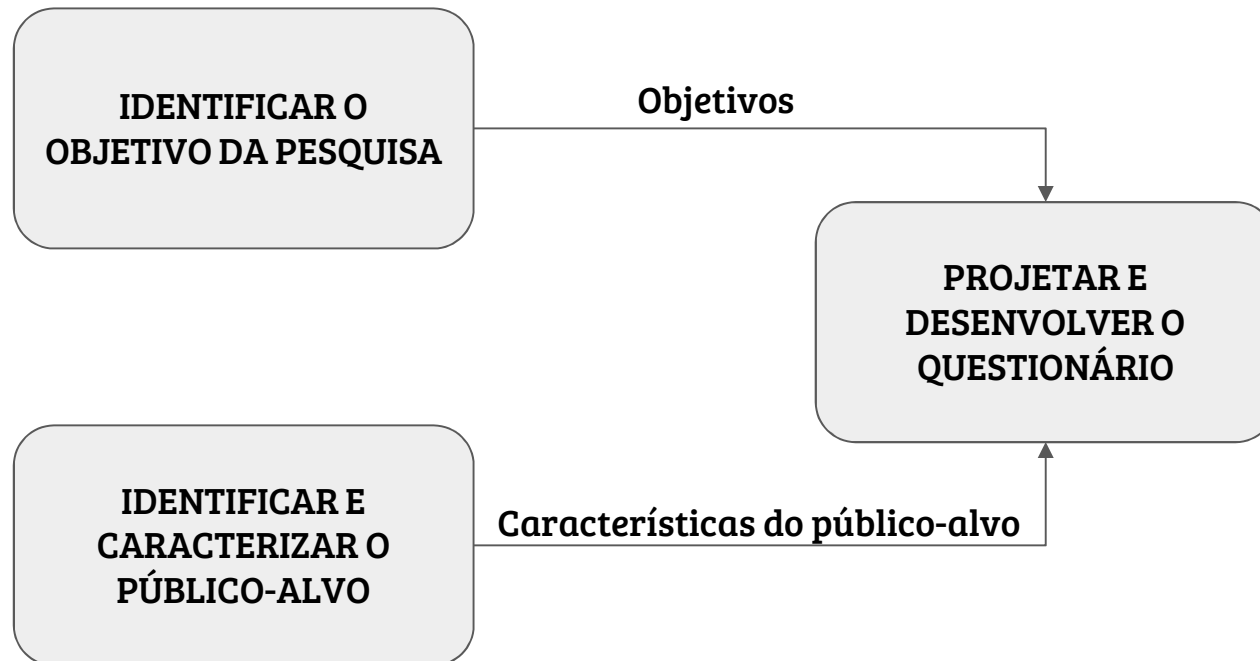 IDENTIFICAR O
OBJETIVO DA PESQUISA
Objetivos
PROJETAR E
DESENVOLVER O
QUESTIONÁRIO
IDENTIFICAR E
CARACTERIZAR O
PÚBLICO-ALVO
Características do público-alvo